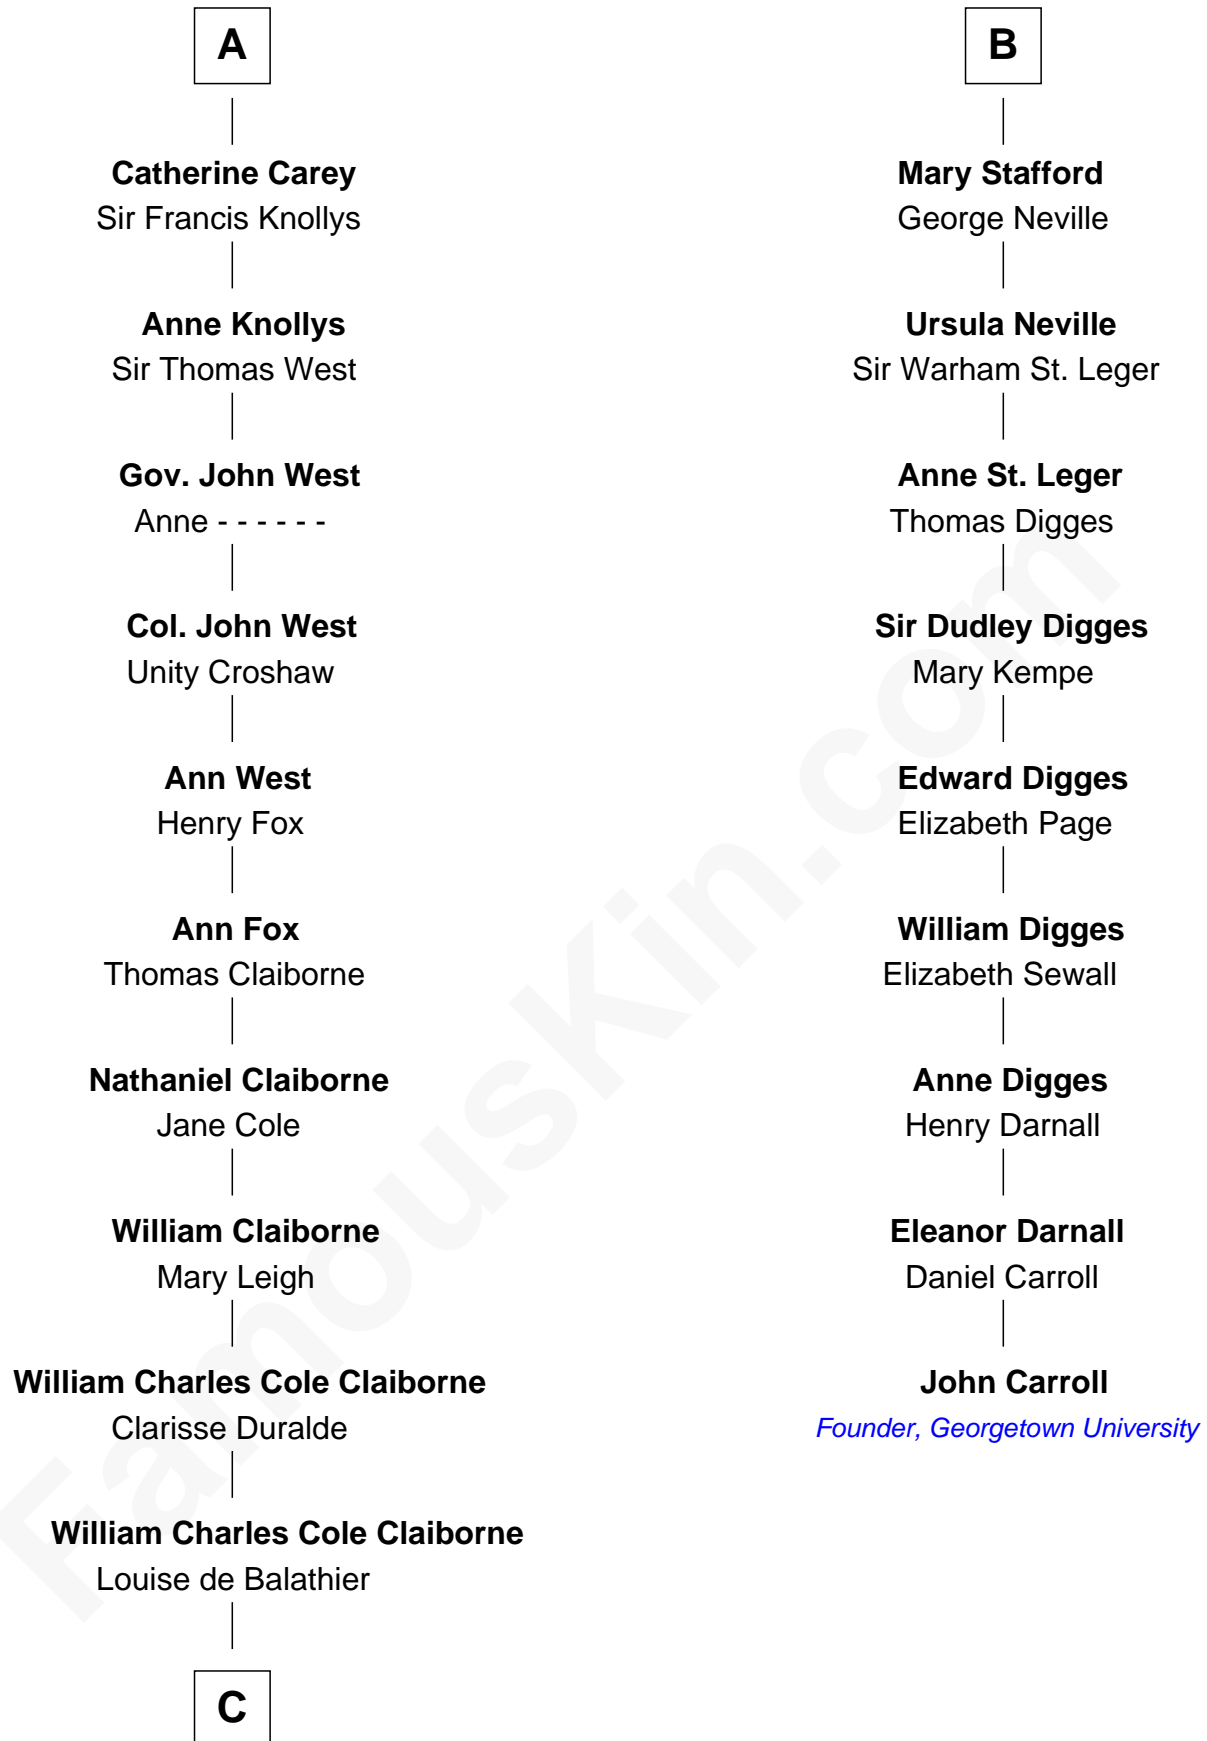 A
Catherine Carey
Sir Francis Knollys
Anne Knollys
Sir Thomas West
Gov. John West
Anne - - - - - -
Col. John West
Unity Croshaw
Ann West
Henry Fox
Ann Fox
Thomas Claiborne
Nathaniel Claiborne
Jane Cole
William Claiborne
Mary Leigh
William Charles Cole Claiborne
Clarisse Duralde
William Charles Cole Claiborne
Louise de Balathier
C
B
Mary Stafford
George Neville
Ursula Neville
Sir Warham St. Leger
Anne St. Leger
Thomas Digges
Sir Dudley Digges
Mary Kempe
Edward Digges
Elizabeth Page
William Digges
Elizabeth Sewall
Anne Digges
Henry Darnall
Eleanor Darnall
Daniel Carroll
John Carroll
Founder, Georgetown University
FamousKin.com